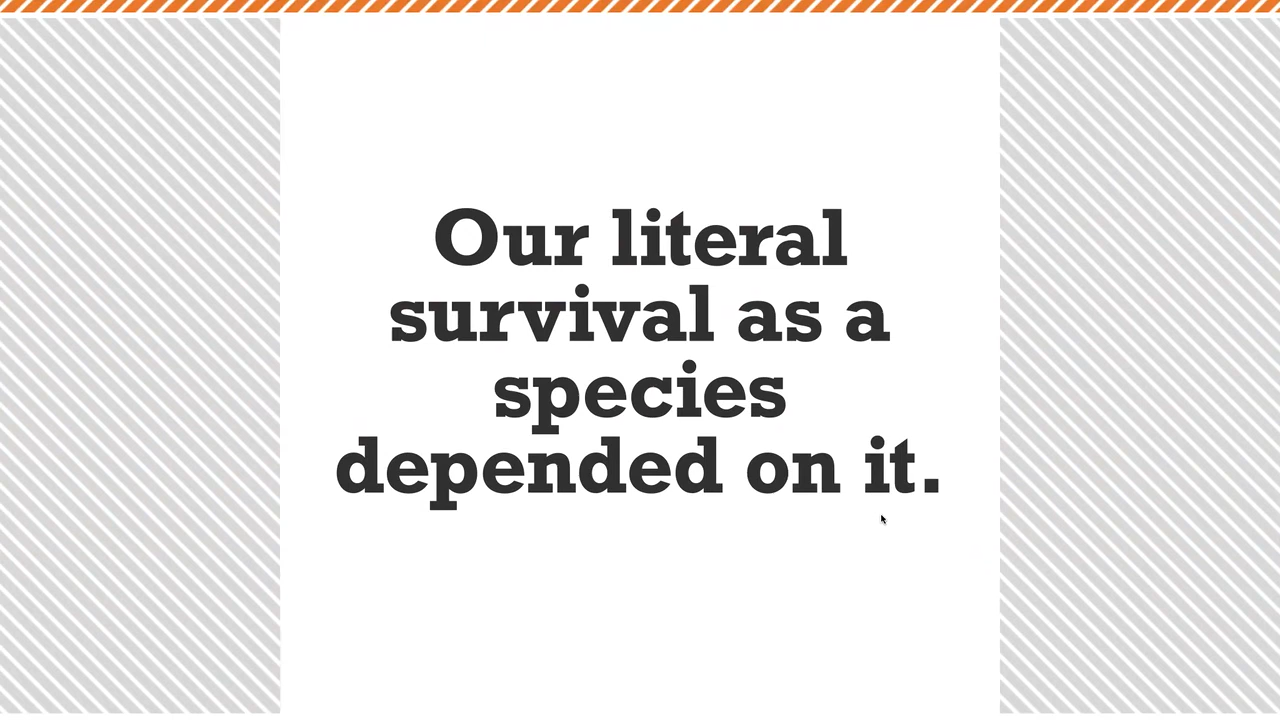 Our literal
survival as a
species
depended on it.